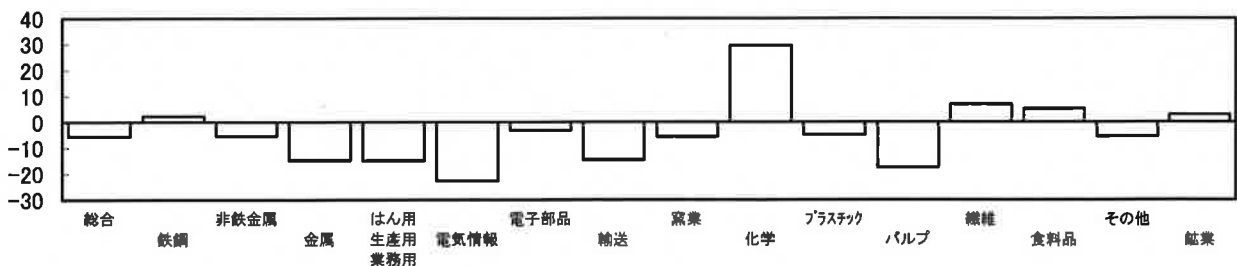 40
30
20
10
0
-10
-20
-30
総合
鉄鋼
非鉄金属
金属
はん用
生産用
業務用
電気情報
電子部品
輸送
窯業
化学
プラスチック
パルプ
繊維
食料品
その他
鉱業